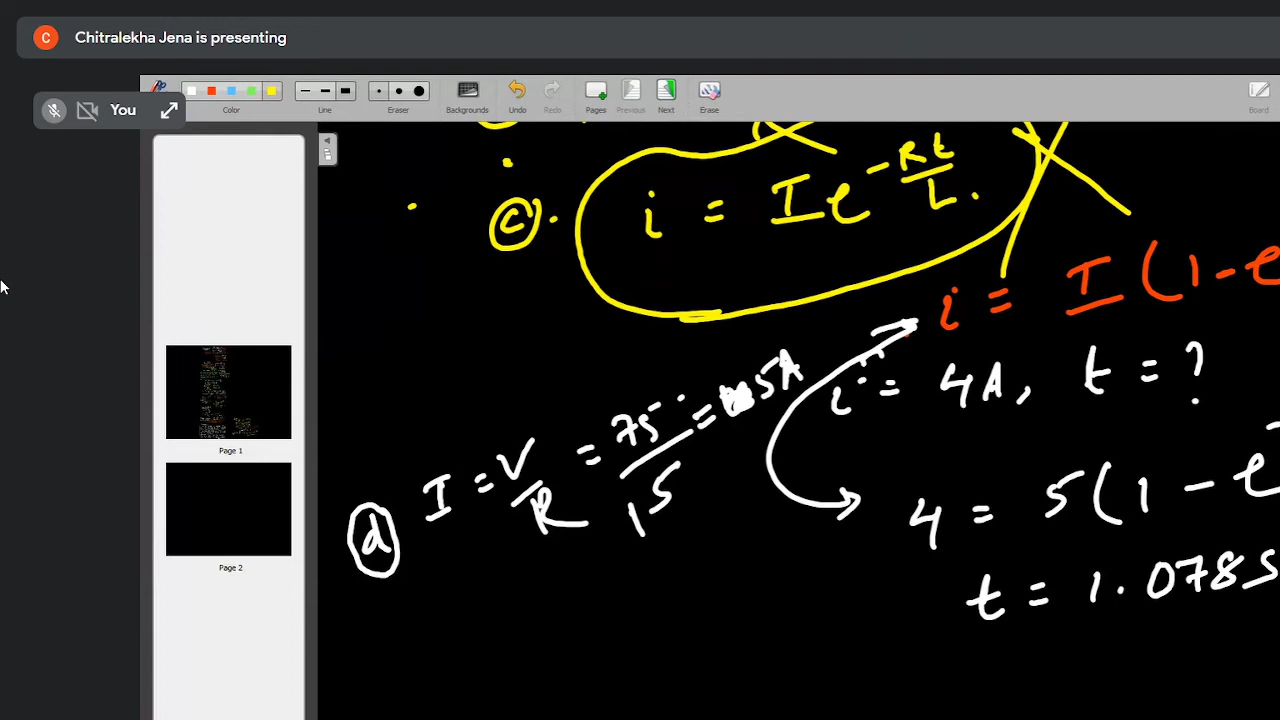 C Chitralekha Jena is presenting
You
Color Line Eraser Backgrounds Undo Redo Pages Previous Next Erase Board
Page 1
Page 2
(c). i = I e^{-Rt/L}.
i = I (1 - e
i = 4A, t = ?
(d) I = V/R = 75/15 = 5A
4 = 5 (1 - e
t = 1.078s